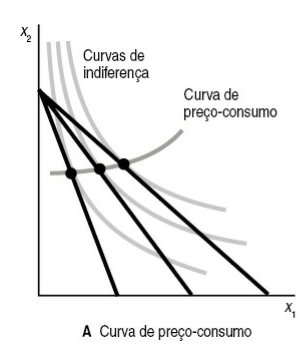 X2
Curvas de
indiferença
Curva de
preço-consumo
X1
A Curva de preço-consumo